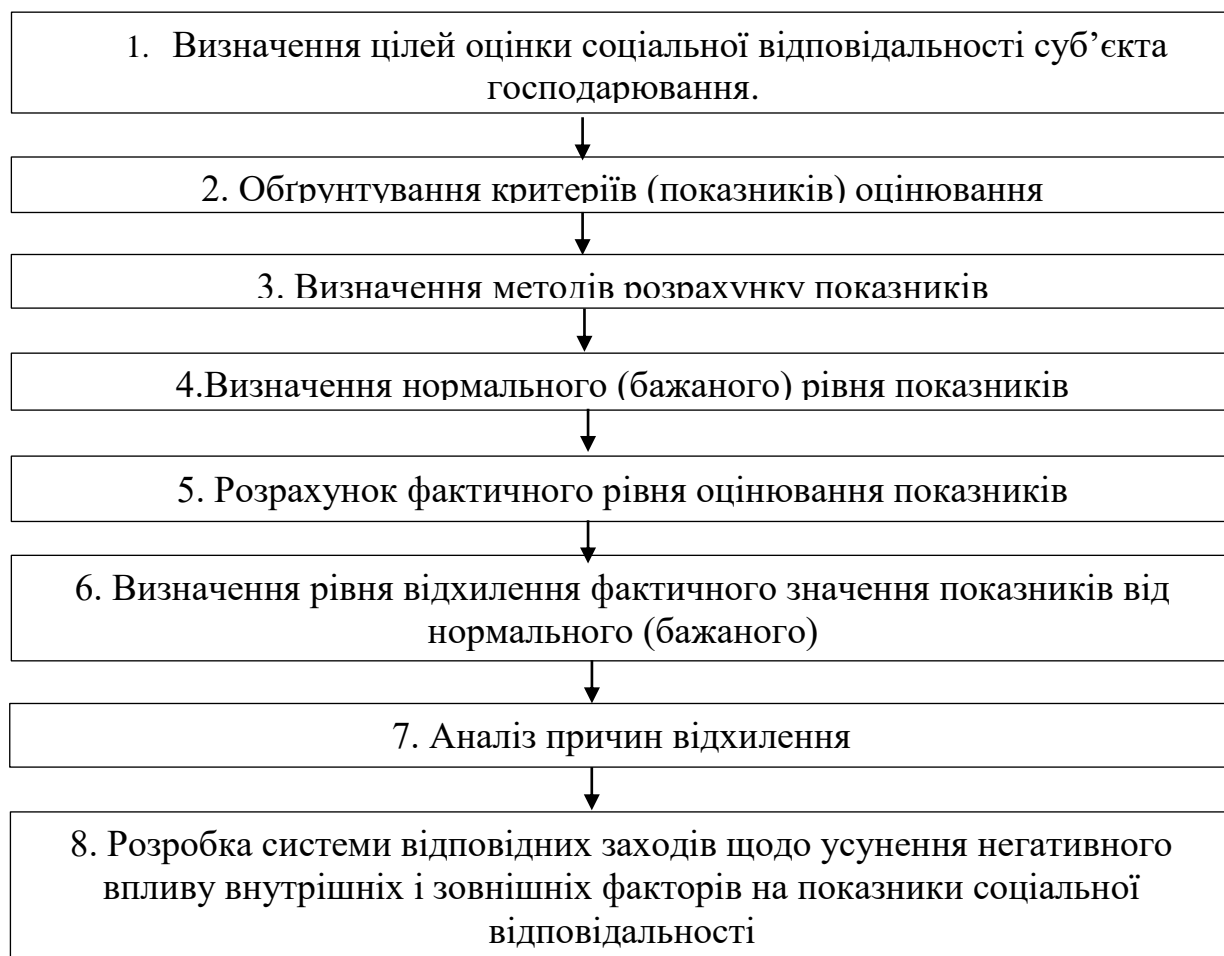 1. Визначення цілей оцінки соціальної відповідальності суб’єкта
господарювання.
2. Обґрунтування критеріїв (показників) оцінювання
3. Визначення методів розрахунку показників
4.Визначення нормального (бажаного) рівня показників
5. Розрахунок фактичного рівня оцінювання показників
6. Визначення рівня відхилення фактичного значення показників від
нормального (бажаного)
7. Аналіз причин відхилення
8. Розробка системи відповідних заходів щодо усунення негативного
впливу внутрішніх і зовнішніх факторів на показники соціальної
відповідальності